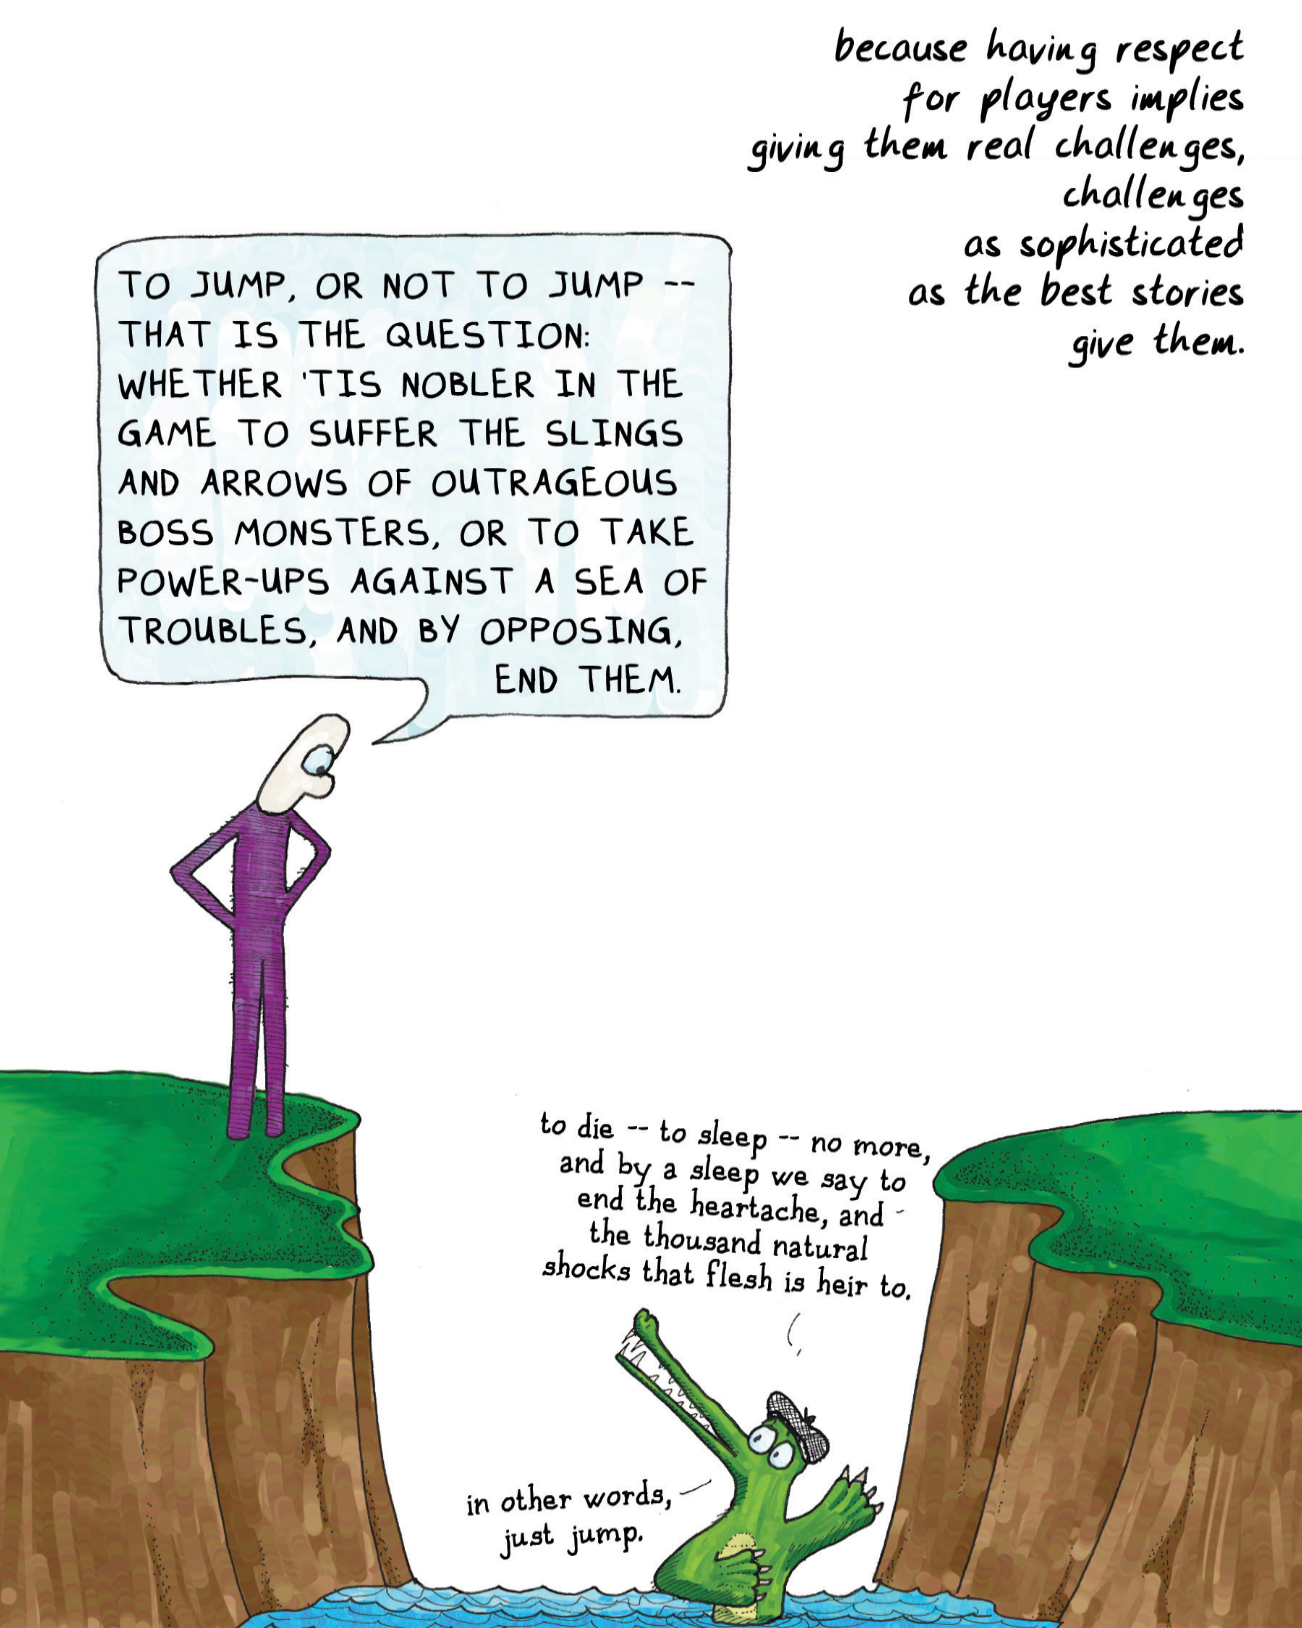 because having respect
for players implies
giving them real challenges,
challenges
as sophisticated
as the best stories
give them.
TO JUMP, OR NOT TO JUMP --
THAT IS THE QUESTION:
WHETHER 'TIS NOBLER IN THE
GAME TO SUFFER THE SLINGS
AND ARROWS OF OUTRAGEOUS
BOSS MONSTERS, OR TO TAKE
POWER-UPS AGAINST A SEA OF
TROUBLES, AND BY OPPOSING,
END THEM.
to die -- to sleep -- no more,
and by a sleep we say to
end the heartache, and
the thousand natural
shocks that flesh is heir to.
in other words,
just jump.